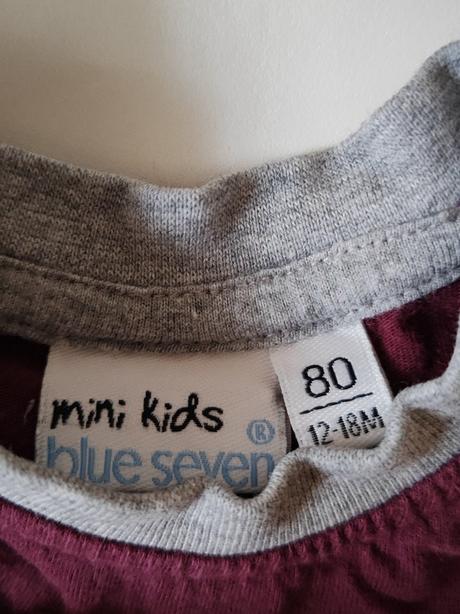 mini kids
blue seven ®
80
12-18M